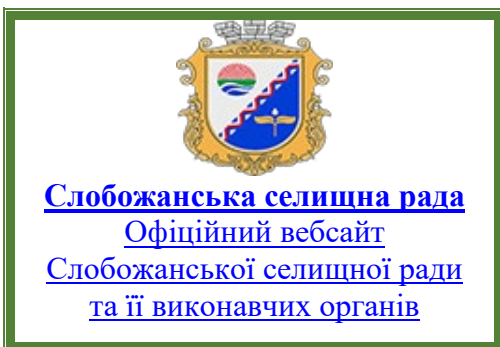 Слобожанська селищна рада
Офіційний вебсайт
Слобожанської селищної ради
та її виконавчих органів